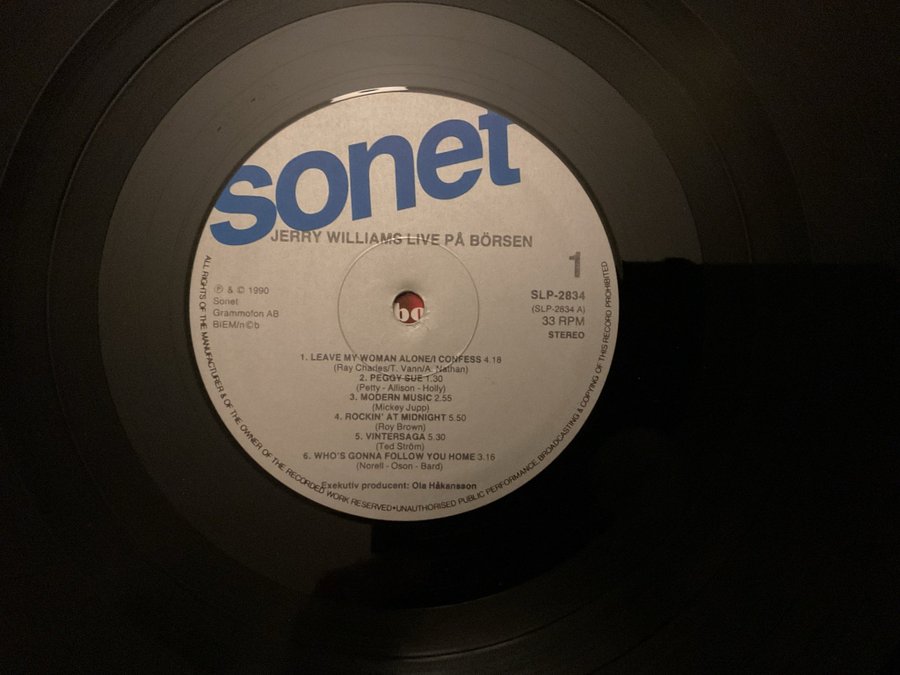 sonet
JERRY WILLIAMS LIVE PÅ BÖRSEN
1
℗ & © 1990
Sonet
Grammofon AB
BIEM/n©b
SLP-2834
(SLP-2834 A)
33 RPM
STEREO
1. LEAVE MY WOMAN ALONE/I CONFESS 4.18
(Ray Charles/T. Vann/A. Nathan)
2. PEGGY SUE 1.30
(Petty - Allison - Holly)
3. MODERN MUSIC 2.55
(Mickey Jupp)
4. ROCKIN' AT MIDNIGHT 5.50
(Roy Brown)
5. VINTERSAGA 5.30
(Ted Ström)
6. WHO'S GONNA FOLLOW YOU HOME 3.16
(Norell - Oson - Bard)
Exekutiv producent: Ola Håkansson
ALL RIGHTS OF THE MANUFACTURER & OF THE OWNER OF THE RECORDED WORK RESERVED•UNAUTHORISED PUBLIC PERFORMANCE, BROADCASTING & COPYING OF THIS RECORD PROHIBITED